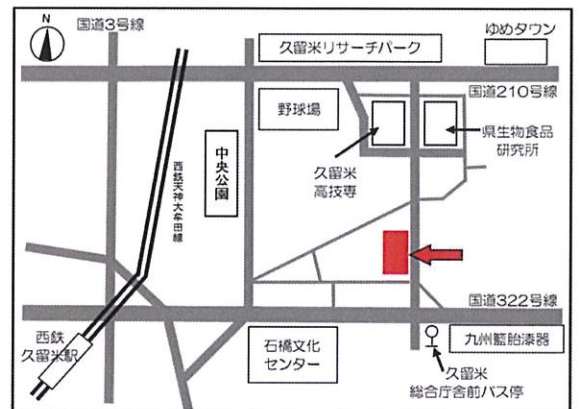 N
国道3号線
久留米リサーチパーク
ゆめタウン
国道210号線
野球場
中央公園
西鉄天神大牟田線
久留米
高技専
県生物食品
研究所
国道322号線
西鉄
久留米駅
石橋文化
センター
九州籃胎漆器
久留米
総合庁舎前バス停